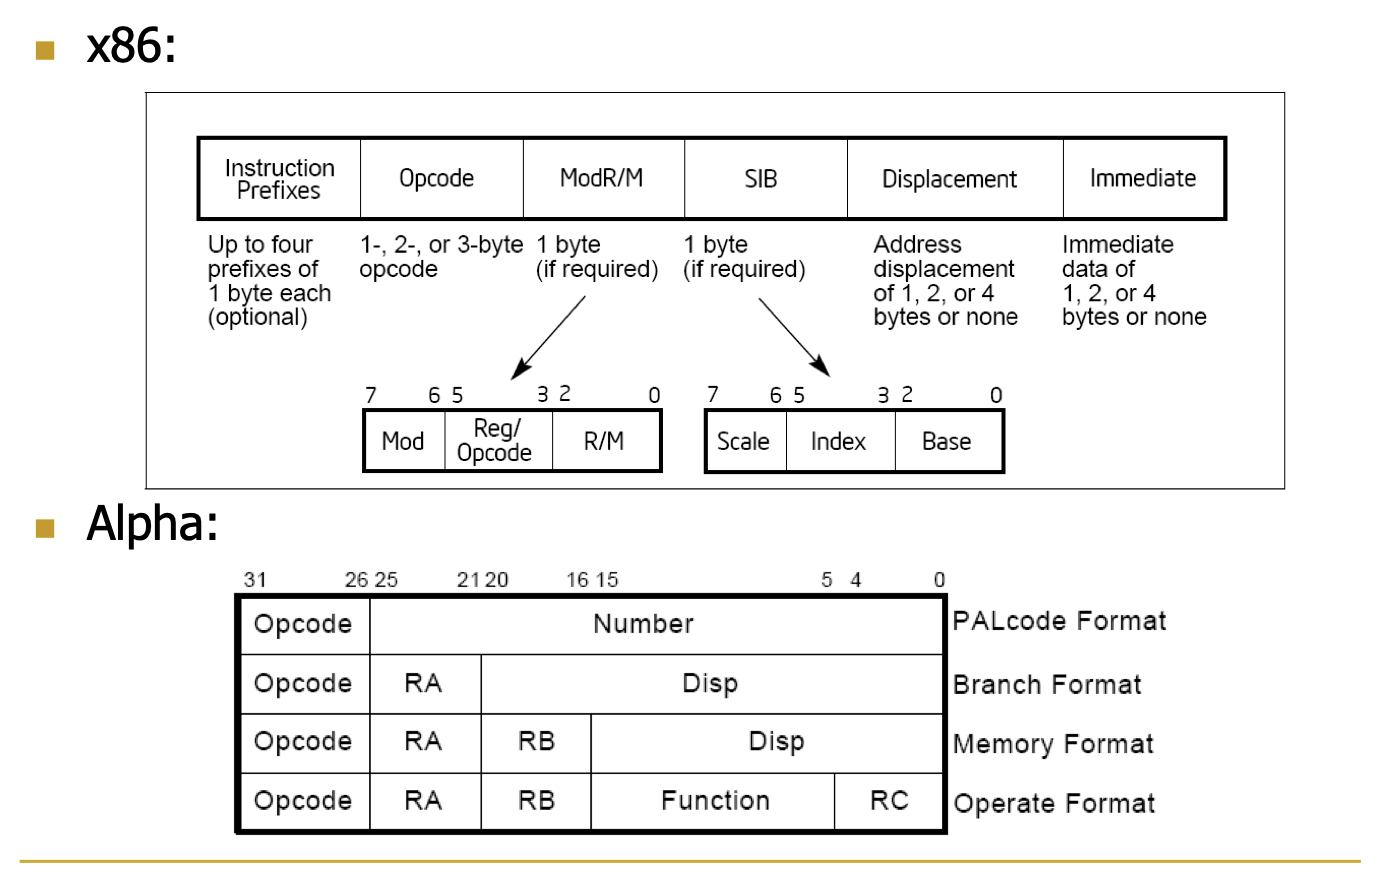 x86:
Instruction Prefixes
Opcode
ModR/M
SIB
Displacement
Immediate
Up to four
prefixes of
1 byte each
(optional)
1-, 2-, or 3-byte
opcode
1 byte
(if required)
1 byte
(if required)
Address
displacement
of 1, 2, or 4
bytes or none
Immediate
data of
1, 2, or 4
bytes or none
7 6 5 3 2 0
Mod
Reg/
Opcode
R/M
7 6 5 3 2 0
Scale Index Base
Alpha:
31 26 25 21 20 16 15 5 4 0
Opcode Number PALcode Format
Opcode RA Disp Branch Format
Opcode RA RB Disp Memory Format
Opcode RA RB Function RC Operate Format